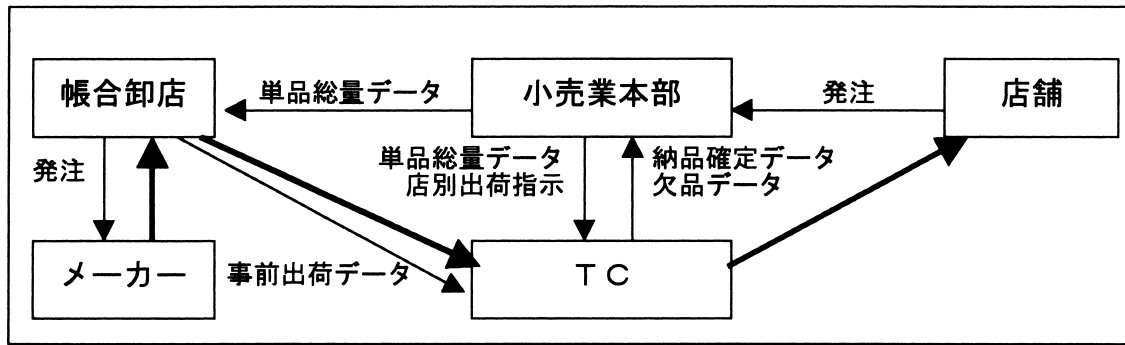 帳合卸店
単品総量データ
小売業本部
発注
店舗
発注
単品総量データ
店別出荷指示
納品確定データ
欠品データ
メーカー
事前出荷データ
ＴＣ